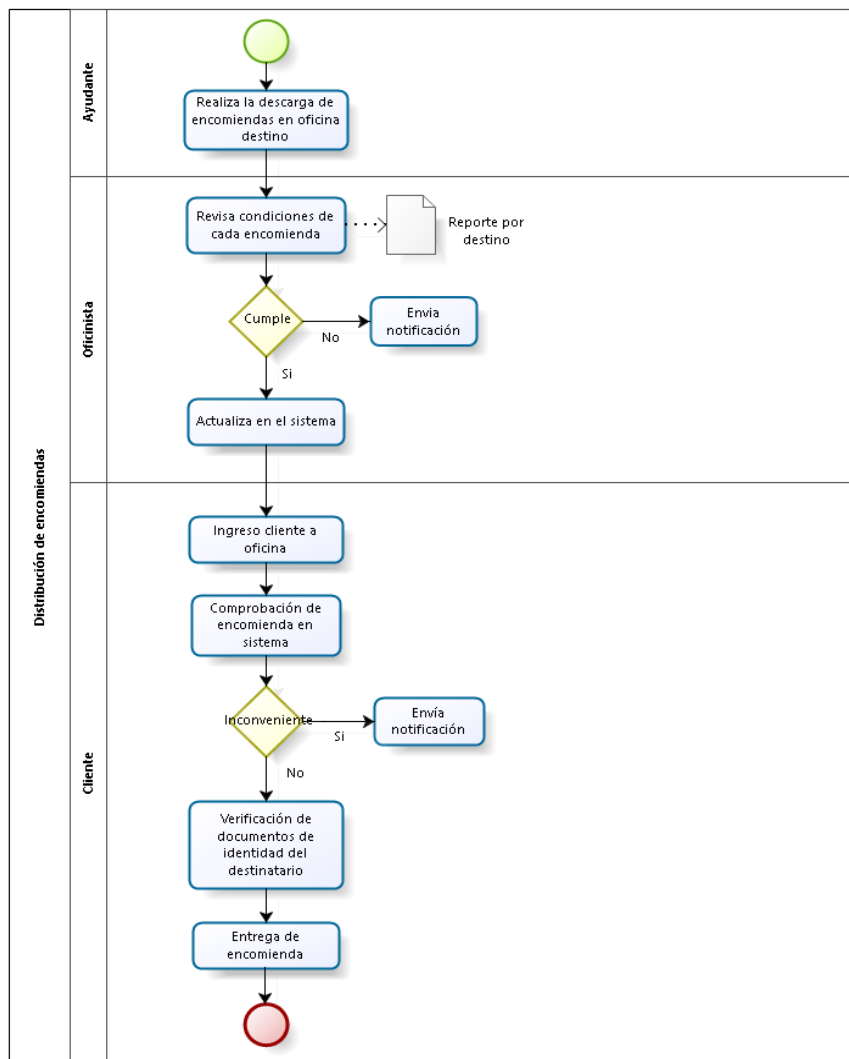 Distribución de encomiendas
Ayudante
Realiza la descarga de
encomiendas en oficina
destino
Oficinista
Revisa condiciones de
cada encomienda
Reporte por
destino
Cumple
No
Envia
notificación
Si
Actualiza en el sistema
Cliente
Ingreso cliente a
oficina
Comprobación de
encomienda en
sistema
Inconveniente
Si
Envía
notificación
No
Verificación de
documentos de
identidad del
destinatario
Entrega de
encomienda